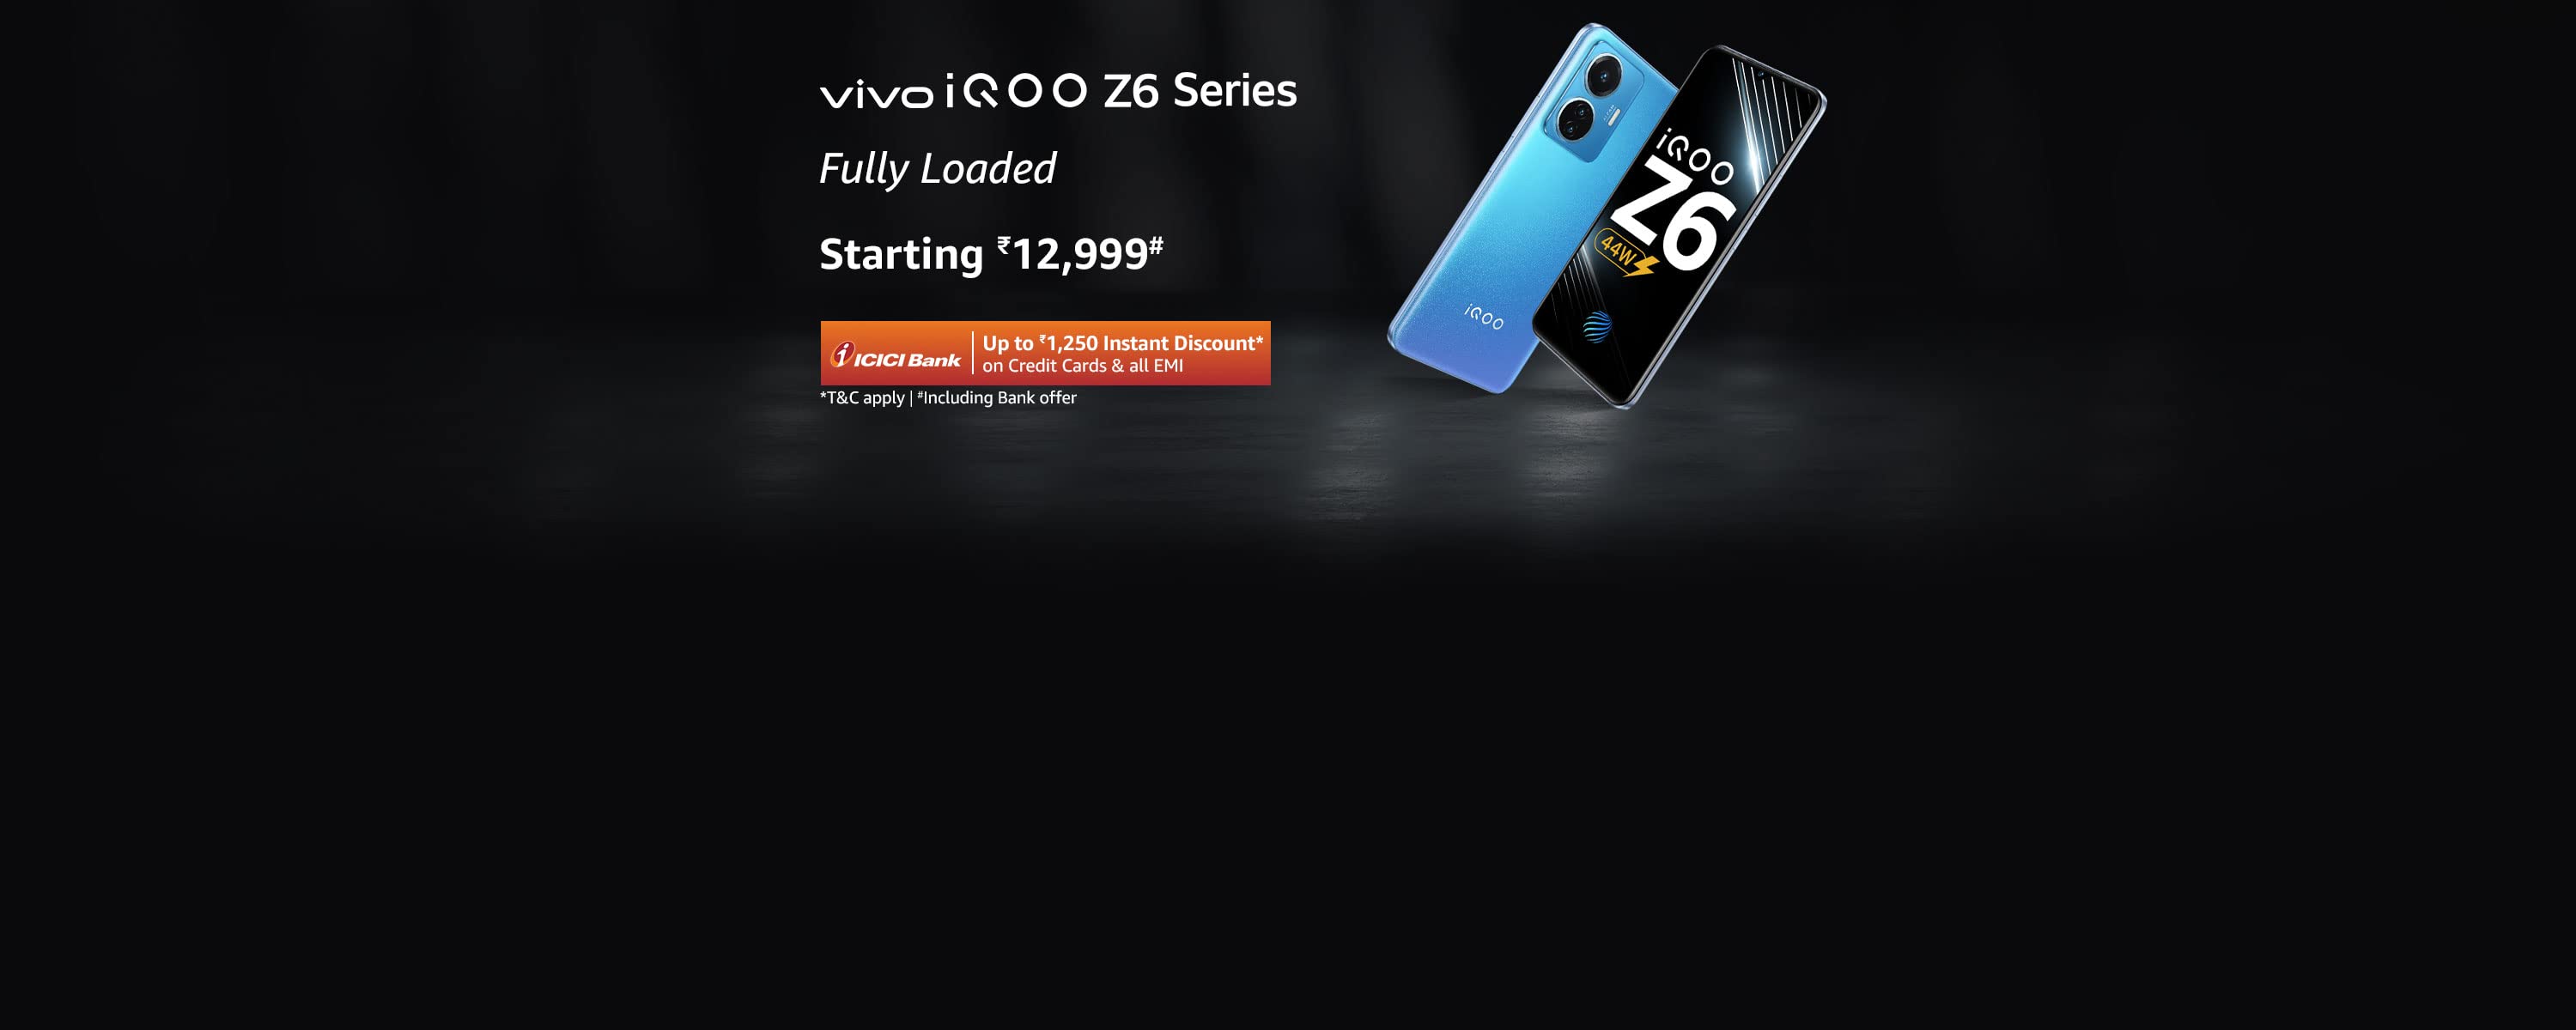 vivo iQOO Z6 Series
Fully Loaded
Starting ₹12,999#
ICICI Bank
Up to ₹1,250 Instant Discount*
on Credit Cards & all EMI
*T&C apply | #Including Bank offer
iQOO
iQOO
Z6
44W